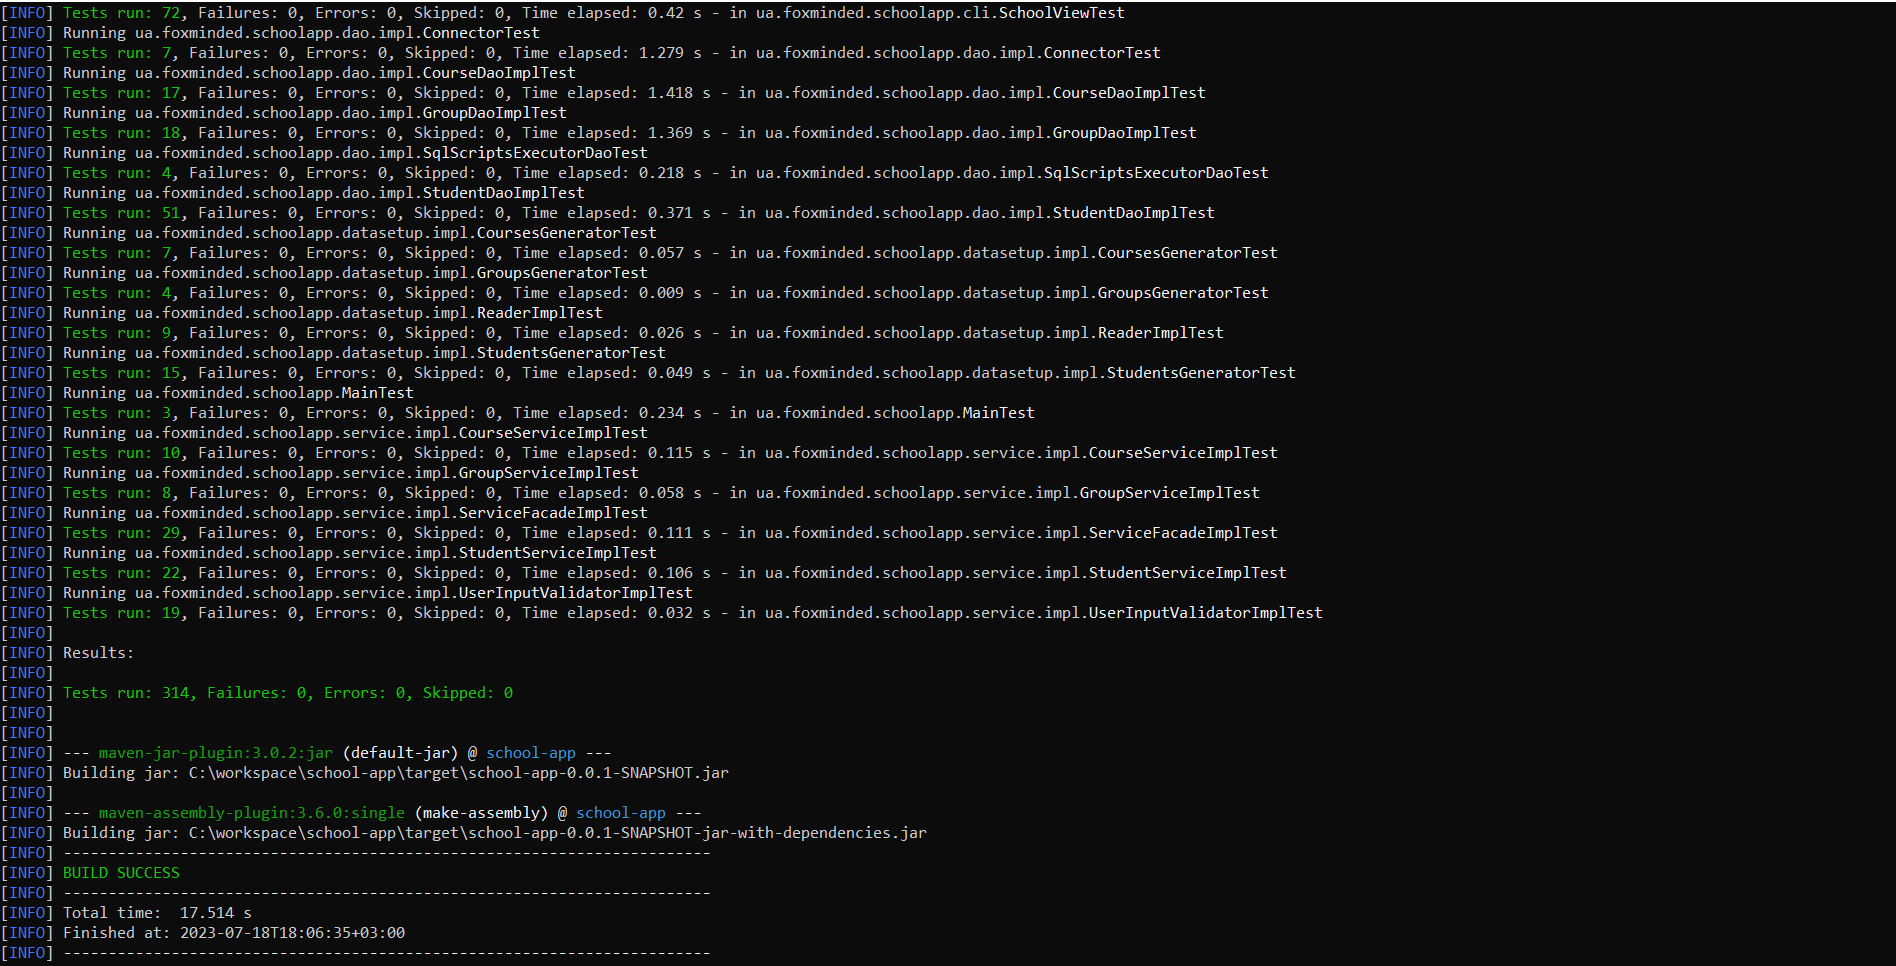 [INFO] Tests run: 72, Failures: 0, Errors: 0, Skipped: 0, Time elapsed: 0.42 s - in ua.foxminded.schoolapp.cli.SchoolViewTest
[INFO] Running ua.foxminded.schoolapp.dao.impl.ConnectorTest
[INFO] Tests run: 7, Failures: 0, Errors: 0, Skipped: 0, Time elapsed: 1.279 s - in ua.foxminded.schoolapp.dao.impl.ConnectorTest
[INFO] Running ua.foxminded.schoolapp.dao.impl.CourseDaoImplTest
[INFO] Tests run: 17, Failures: 0, Errors: 0, Skipped: 0, Time elapsed: 1.418 s - in ua.foxminded.schoolapp.dao.impl.CourseDaoImplTest
[INFO] Running ua.foxminded.schoolapp.dao.impl.GroupDaoImplTest
[INFO] Tests run: 18, Failures: 0, Errors: 0, Skipped: 0, Time elapsed: 1.369 s - in ua.foxminded.schoolapp.dao.impl.GroupDaoImplTest
[INFO] Running ua.foxminded.schoolapp.dao.impl.SqlScriptsExecutorDaoTest
[INFO] Tests run: 4, Failures: 0, Errors: 0, Skipped: 0, Time elapsed: 0.218 s - in ua.foxminded.schoolapp.dao.impl.SqlScriptsExecutorDaoTest
[INFO] Running ua.foxminded.schoolapp.dao.impl.StudentDaoImplTest
[INFO] Tests run: 51, Failures: 0, Errors: 0, Skipped: 0, Time elapsed: 0.371 s - in ua.foxminded.schoolapp.dao.impl.StudentDaoImplTest
[INFO] Running ua.foxminded.schoolapp.datasetup.impl.CoursesGeneratorTest
[INFO] Tests run: 7, Failures: 0, Errors: 0, Skipped: 0, Time elapsed: 0.057 s - in ua.foxminded.schoolapp.datasetup.impl.CoursesGeneratorTest
[INFO] Running ua.foxminded.schoolapp.datasetup.impl.GroupsGeneratorTest
[INFO] Tests run: 4, Failures: 0, Errors: 0, Skipped: 0, Time elapsed: 0.009 s - in ua.foxminded.schoolapp.datasetup.impl.GroupsGeneratorTest
[INFO] Running ua.foxminded.schoolapp.datasetup.impl.ReaderImplTest
[INFO] Tests run: 9, Failures: 0, Errors: 0, Skipped: 0, Time elapsed: 0.026 s - in ua.foxminded.schoolapp.datasetup.impl.ReaderImplTest
[INFO] Running ua.foxminded.schoolapp.datasetup.impl.StudentsGeneratorTest
[INFO] Tests run: 15, Failures: 0, Errors: 0, Skipped: 0, Time elapsed: 0.049 s - in ua.foxminded.schoolapp.datasetup.impl.StudentsGeneratorTest
[INFO] Running ua.foxminded.schoolapp.MainTest
[INFO] Tests run: 3, Failures: 0, Errors: 0, Skipped: 0, Time elapsed: 0.234 s - in ua.foxminded.schoolapp.MainTest
[INFO] Running ua.foxminded.schoolapp.service.impl.CourseServiceImplTest
[INFO] Tests run: 10, Failures: 0, Errors: 0, Skipped: 0, Time elapsed: 0.115 s - in ua.foxminded.schoolapp.service.impl.CourseServiceImplTest
[INFO] Running ua.foxminded.schoolapp.service.impl.GroupServiceImplTest
[INFO] Tests run: 8, Failures: 0, Errors: 0, Skipped: 0, Time elapsed: 0.058 s - in ua.foxminded.schoolapp.service.impl.GroupServiceImplTest
[INFO] Running ua.foxminded.schoolapp.service.impl.ServiceFacadeImplTest
[INFO] Tests run: 29, Failures: 0, Errors: 0, Skipped: 0, Time elapsed: 0.111 s - in ua.foxminded.schoolapp.service.impl.ServiceFacadeImplTest
[INFO] Running ua.foxminded.schoolapp.service.impl.StudentServiceImplTest
[INFO] Tests run: 22, Failures: 0, Errors: 0, Skipped: 0, Time elapsed: 0.106 s - in ua.foxminded.schoolapp.service.impl.StudentServiceImplTest
[INFO] Running ua.foxminded.schoolapp.service.impl.UserInputValidatorImplTest
[INFO] Tests run: 19, Failures: 0, Errors: 0, Skipped: 0, Time elapsed: 0.032 s - in ua.foxminded.schoolapp.service.impl.UserInputValidatorImplTest
[INFO]
[INFO] Results:
[INFO]
[INFO] Tests run: 314, Failures: 0, Errors: 0, Skipped: 0
[INFO]
[INFO]
[INFO] --- maven-jar-plugin:3.0.2:jar (default-jar) @ school-app ---
[INFO] Building jar: C:\workspace\school-app\target\school-app-0.0.1-SNAPSHOT.jar
[INFO]
[INFO] --- maven-assembly-plugin:3.6.0:single (make-assembly) @ school-app ---
[INFO] Building jar: C:\workspace\school-app\target\school-app-0.0.1-SNAPSHOT-jar-with-dependencies.jar
[INFO] ------------------------------------------------------------------------
[INFO] BUILD SUCCESS
[INFO] ------------------------------------------------------------------------
[INFO] Total time:  17.514 s
[INFO] Finished at: 2023-07-18T18:06:35+03:00
[INFO] ------------------------------------------------------------------------